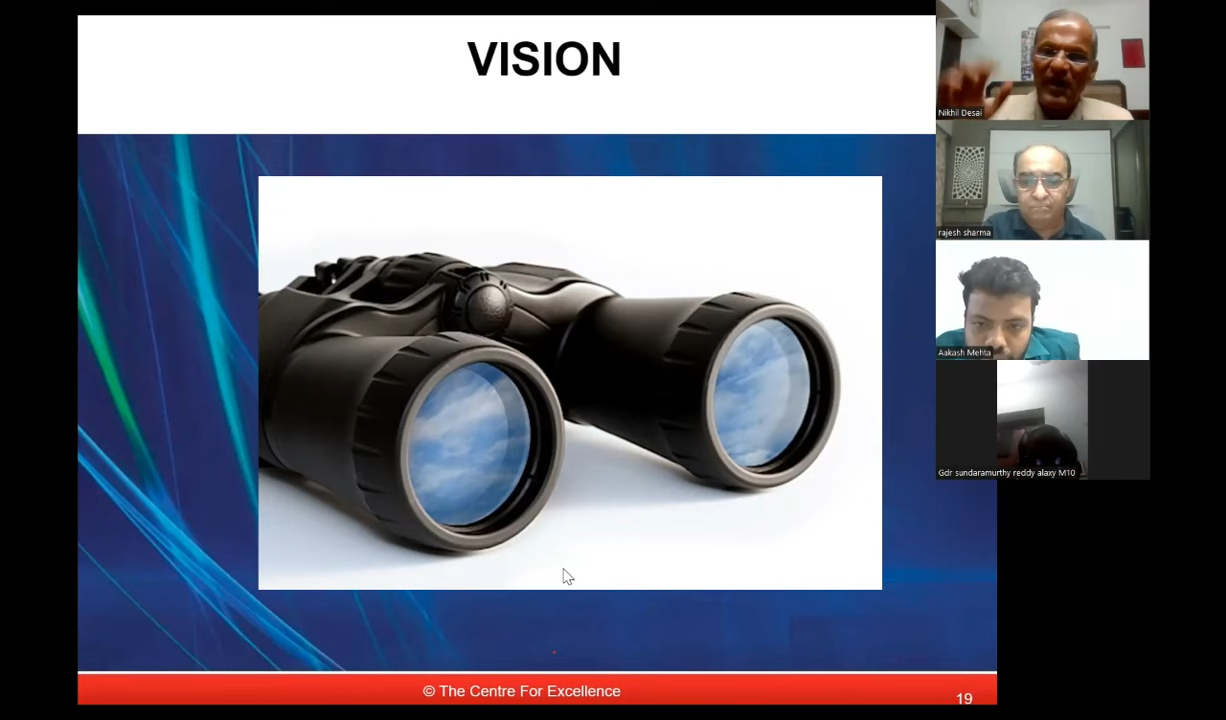 VISION
© The Centre For Excellence
19
Nikhil Desai
rajesh sharma
Aakash Mehta
Gdr sundaramurthy reddy alaxy M10